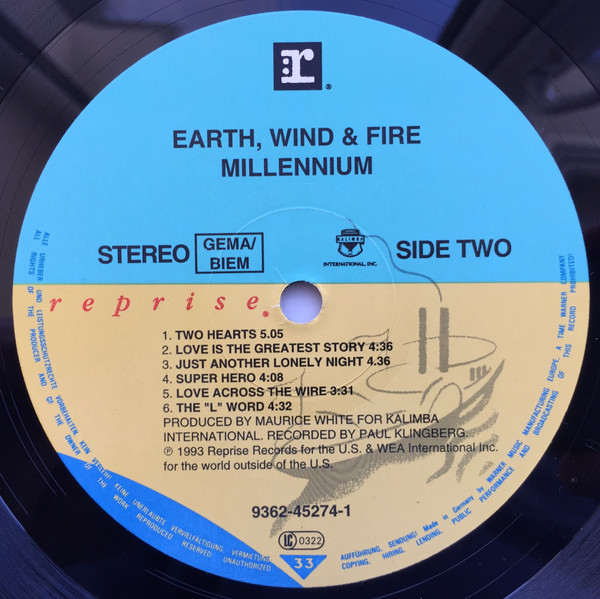 r®
EARTH, WIND & FIRE
MILLENNIUM
STEREO
GEMA/
BIEM
KALIMBA
INTERNATIONAL, INC.
SIDE TWO
reprise®
1. TWO HEARTS 5.05
2. LOVE IS THE GREATEST STORY 4:36
3. JUST ANOTHER LONELY NIGHT 4.36
4. SUPER HERO 4:08
5. LOVE ACROSS THE WIRE 3:31
6. THE "L" WORD 4:32
PRODUCED BY MAURICE WHITE FOR KALIMBA
INTERNATIONAL. RECORDED BY PAUL KLINGBERG.
℗ 1993 Reprise Records for the U.S. & WEA International Inc.
for the world outside of the U.S.
9362-45274-1
LC 0322
33
ALLE URHEBER UND LEISTUNGSSCHUTZRECHTE VORBEHALTEN. KEIN VERLEIH! KEINE UNERLAUBTE VERVIELFÄLTIGUNG, VERMIETUNG,
AUFFÜHRUNG, SENDUNG! Made in Germany by WARNER MUSIC MANUFACTURING EUROPE, A TIME WARNER COMPANY
ALL RIGHTS OF THE PRODUCER AND OF THE OWNER OF THE WORK REPRODUCED RESERVED. UNAUTHORIZED
COPYING, HIRING, LENDING, PUBLIC PERFORMANCE AND BROADCASTING OF THIS RECORD PROHIBITED!